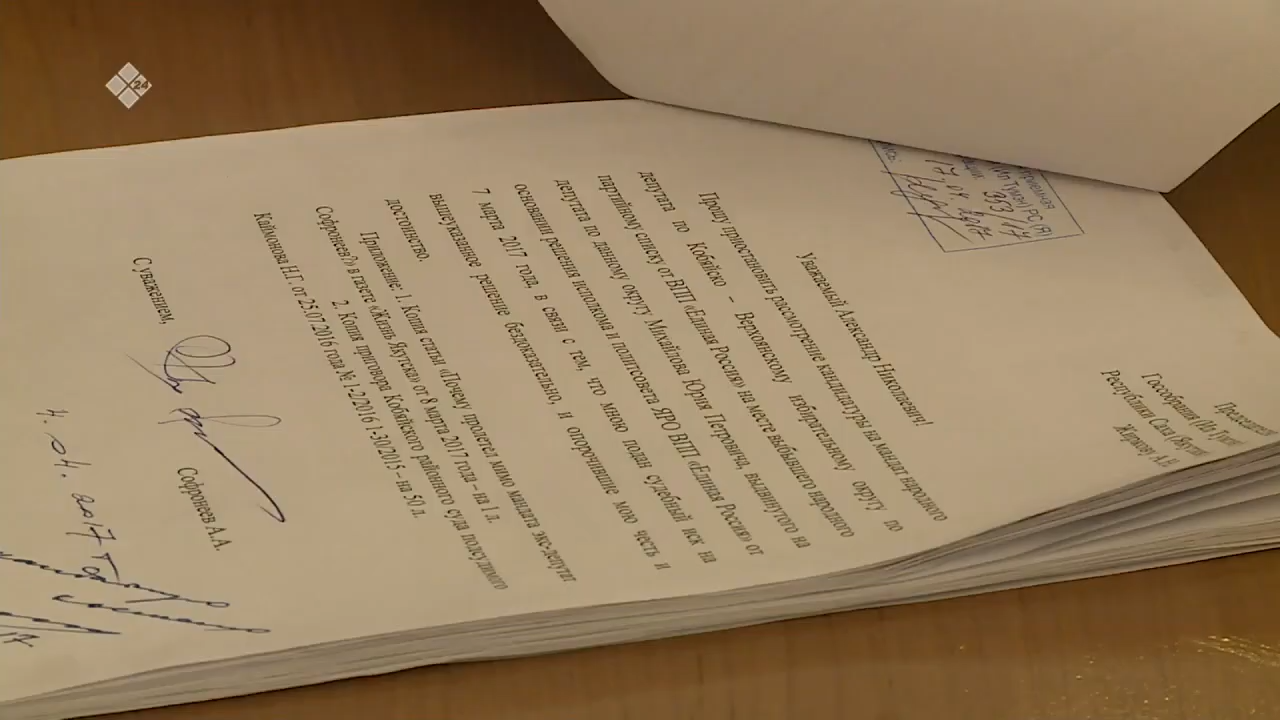 24
Председателю
Гособрания (Ил Тумэн)
Республики Саха (Якутия)
Жиркову А.Н.
Уважаемый Александр Николаевич!
Прошу приостановить рассмотрение кандидатуры на мандат народного
депутата по Кобяйско – Верхоянскому избирательному округу по
партийному списку от ВПП «Единая Россия» на месте выбывшего народного
депутата по данному округу Михайлова Юрия Петровича, выдвинутого на
основании решения исполкома и политсовета ЯРО ВПП «Единая Россия» от
7 марта 2017 года, в связи с тем, что мною подан судебный иск на
вышеуказанное решение бездоказательно, и опорочившие мою честь и
достоинство.
Приложение: 1. Копия статьи «Почему пролетел мимо мандата экс-депутат
Софронеев?» в газете «Жизнь Якутска» от 8 марта 2017 года – на 1 л.
2. Копия приговора Кобяйского районного суда подсудимого
Каймонова Н.Г. от 25.07.2016 года № 1-2/2016 1-30/2015 – на 50 л.
С уважением,
Софронеев А.А.
4. 04. 2017 г.